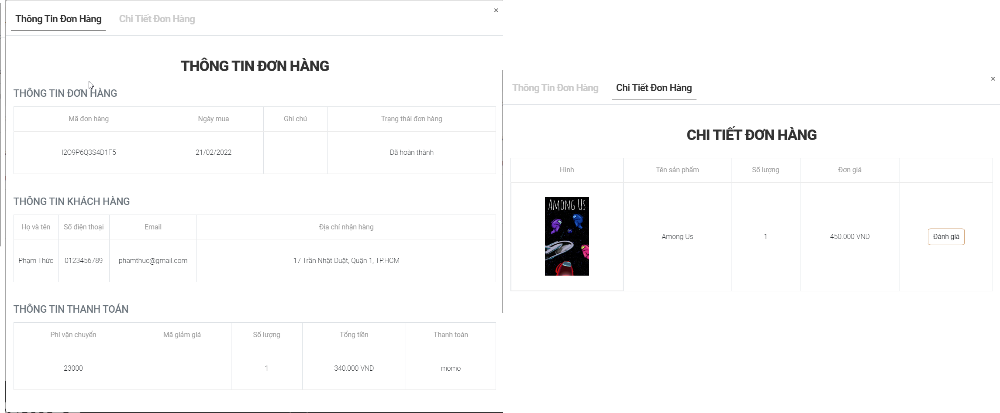 Thông Tin Đơn Hàng Chi Tiết Đơn Hàng ×
THÔNG TIN ĐƠN HÀNG
THÔNG TIN ĐƠN HÀNG
Mã đơn hàng Ngày mua Ghi chú Trạng thái đơn hàng
I2O9P6Q3S4D1F5 21/02/2022 Đã hoàn thành
THÔNG TIN KHÁCH HÀNG
Họ và tên Số điện thoại Email Địa chỉ nhận hàng
Phạm Thức 0123456789 phamthuc@gmail.com 17 Trần Nhật Duật, Quận 1, TP.HCM
THÔNG TIN THANH TOÁN
Phí vận chuyển Mã giảm giá Số lượng Tổng tiền Thanh toán
23000 1 340.000 VND momo
Thông Tin Đơn Hàng Chi Tiết Đơn Hàng ×
CHI TIẾT ĐƠN HÀNG
Hình Tên sản phẩm Số lượng Đơn giá
AMONG US
Among Us 1 450.000 VND Đánh giá